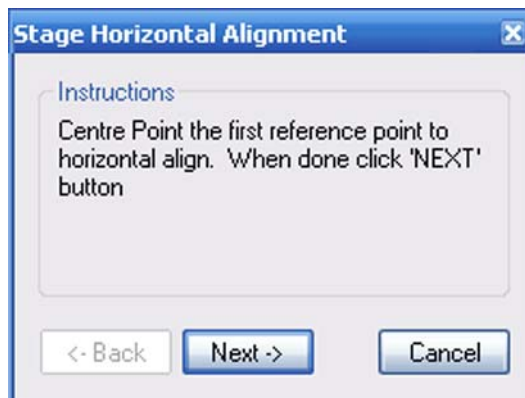 Stage Horizontal Alignment
Instructions
Centre Point the first reference point to
horizontal align. When done click 'NEXT'
button
<- Back
Next ->
Cancel